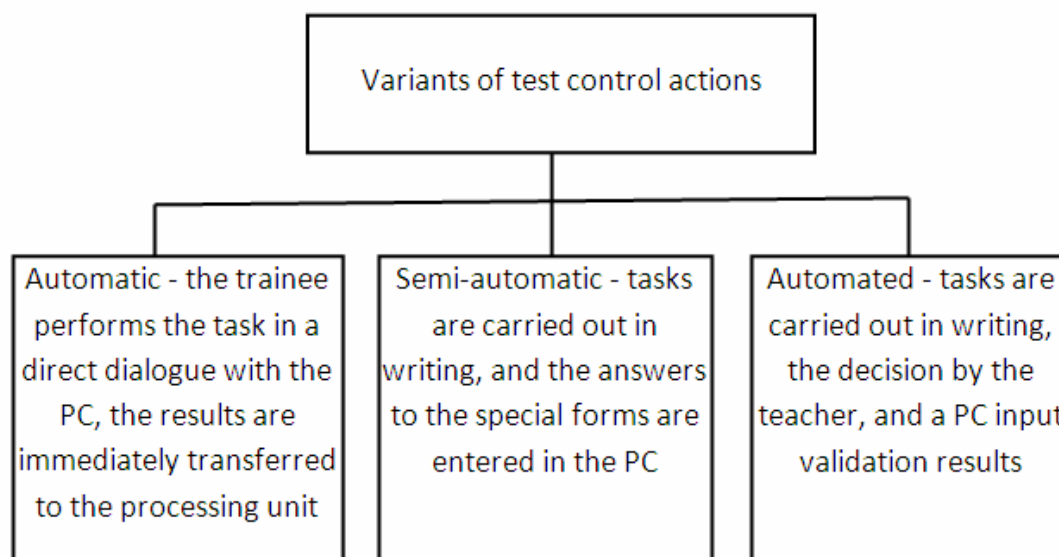 Variants of test control actions
Automatic - the trainee
performs the task in a
direct dialogue with the
PC, the results are
immediately transferred
to the processing unit
Semi-automatic - tasks
are carried out in
writing, and the answers
to the special forms are
entered in the PC
Automated - tasks are
carried out in writing,
the decision by the
teacher, and a PC input
validation results